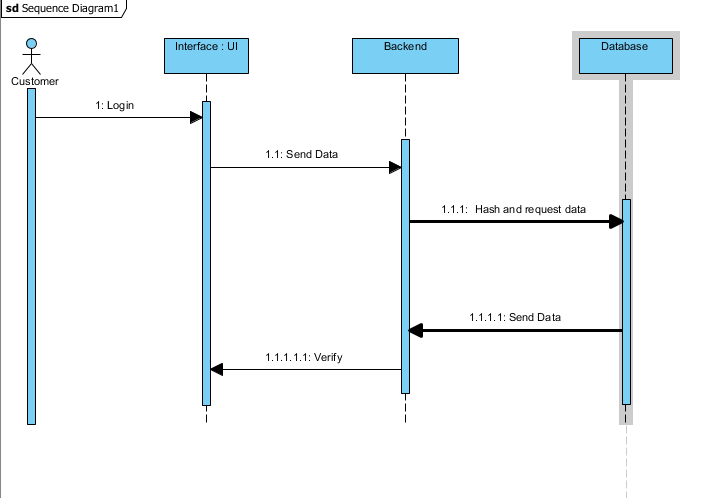 sd Sequence Diagram1
Interface : UI
Backend
Database
Customer
1: Login
1.1: Send Data
1.1.1: Hash and request data
1.1.1.1: Send Data
1.1.1.1.1: Verify